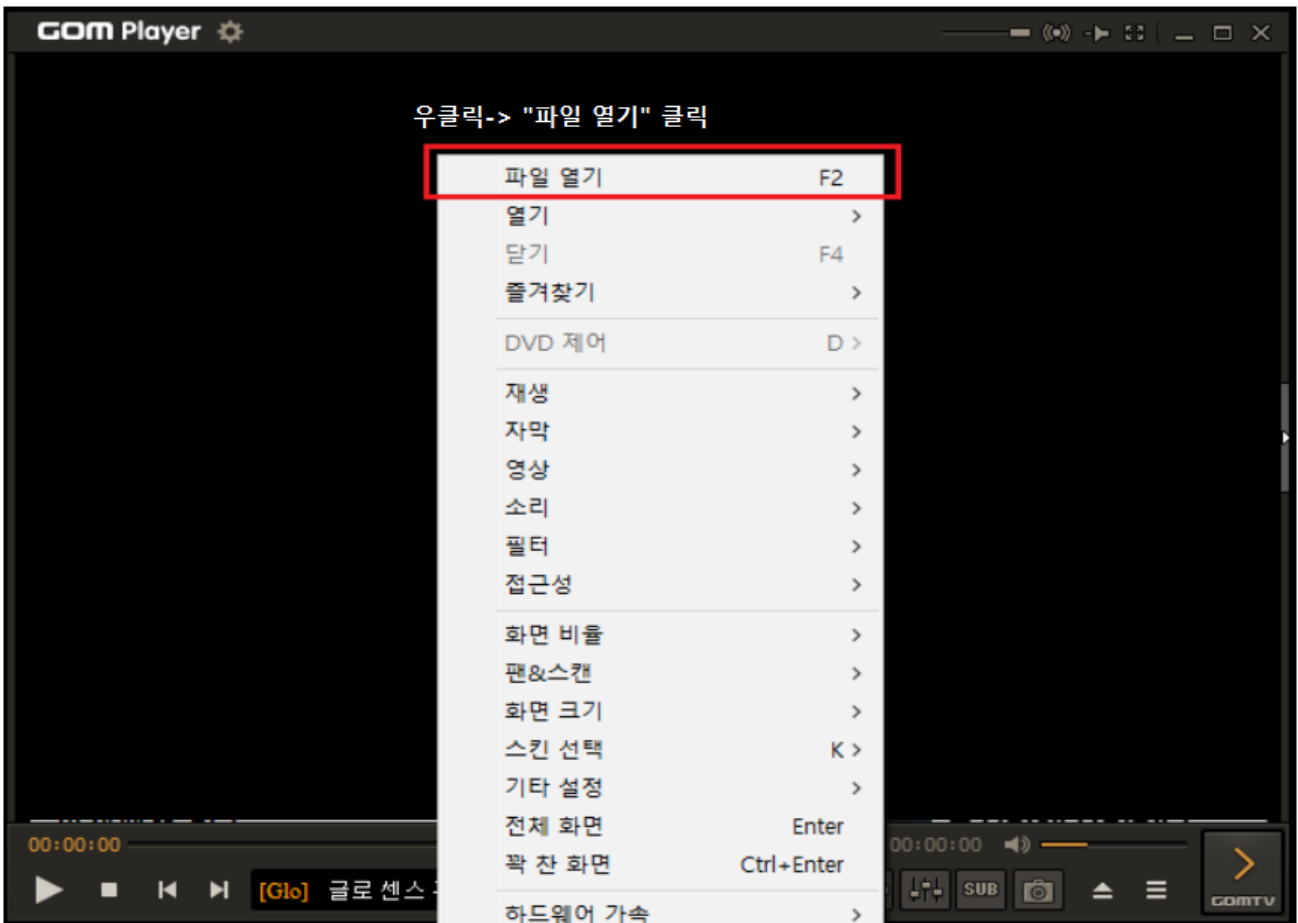 GOM Player
우클릭-> "파일 열기" 클릭
파일 열기 F2
열기
닫기 F4
즐겨찾기
DVD 제어 D
재생
자막
영상
소리
필터
접근성
화면 비율
팬&스캔
화면 크기
스킨 선택 K
기타 설정
전체 화면 Enter
꽉 찬 화면 Ctrl+Enter
하드웨어 가속
00:00:00
00:00:00
[Glo] 글로 센스
SUB
GOMTV